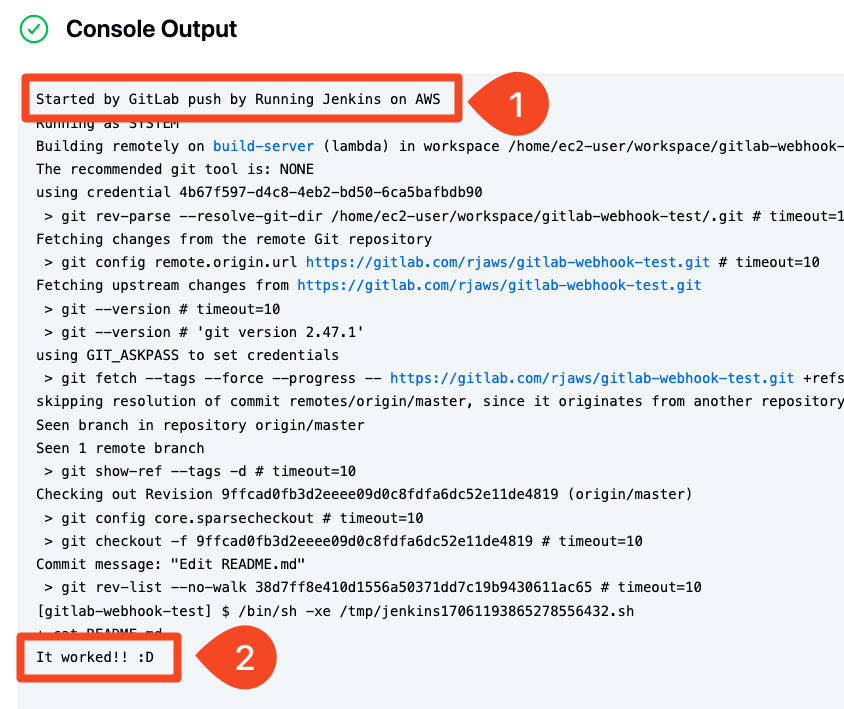 Console Output
Started by GitLab push by Running Jenkins on AWS
1
Running as SYSTEM
Building remotely on build-server (lambda) in workspace /home/ec2-user/workspace/gitlab-webhook-
The recommended git tool is: NONE
using credential 4b67f597-d4c8-4eb2-bd50-6ca5bafbdb90
> git rev-parse --resolve-git-dir /home/ec2-user/workspace/gitlab-webhook-test/.git # timeout=1
Fetching changes from the remote Git repository
> git config remote.origin.url https://gitlab.com/rjaws/gitlab-webhook-test.git # timeout=10
Fetching upstream changes from https://gitlab.com/rjaws/gitlab-webhook-test.git
> git --version # timeout=10
> git --version # 'git version 2.47.1'
using GIT_ASKPASS to set credentials
> git fetch --tags --force --progress -- https://gitlab.com/rjaws/gitlab-webhook-test.git +refs
skipping resolution of commit remotes/origin/master, since it originates from another repository
Seen branch in repository origin/master
Seen 1 remote branch
> git show-ref --tags -d # timeout=10
Checking out Revision 9ffcad0fb3d2eeee09d0c8fdfa6dc52e11de4819 (origin/master)
> git config core.sparsecheckout # timeout=10
> git checkout -f 9ffcad0fb3d2eeee09d0c8fdfa6dc52e11de4819 # timeout=10
Commit message: "Edit README.md"
> git rev-list --no-walk 38d7ff8e410d1556a50371dd7c19b9430611ac65 # timeout=10
[gitlab-webhook-test] $ /bin/sh -xe /tmp/jenkins17061193865278556432.sh
+ cat README.md
It worked!! :D
2